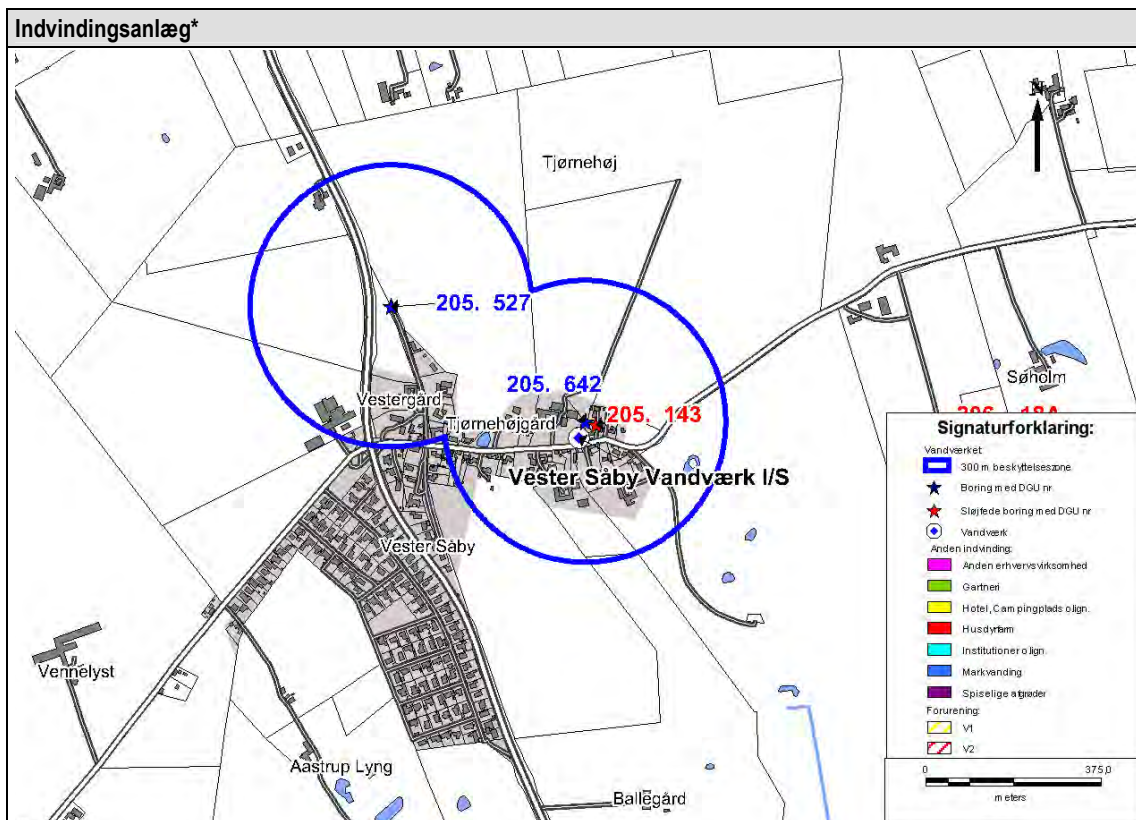 Indvindingsanlæg*
N
Tjørnehøj
205. 527
205. 642
Vestergård
205. 143
Tjørnehøjgård
Søholm
Vester Såby Vandværk I/S
Vester Såby
Vennelyst
Aastrup Lyng
Ballegård
Signaturforklaring:
Vandværket:
300 m beskyttelseszone
Boring med DGU nr
Sløjfede boring med DGU nr
Vandværk
Anden indvinding:
Anden erhvervsvirksomhed
Gartneri
Hotel, Campingplads o.lign.
Husdyrfarm
Institutioner o.lign.
Markvanding
Spiselige afgrøder
Forurening:
V1
V2
0 375,0
meters